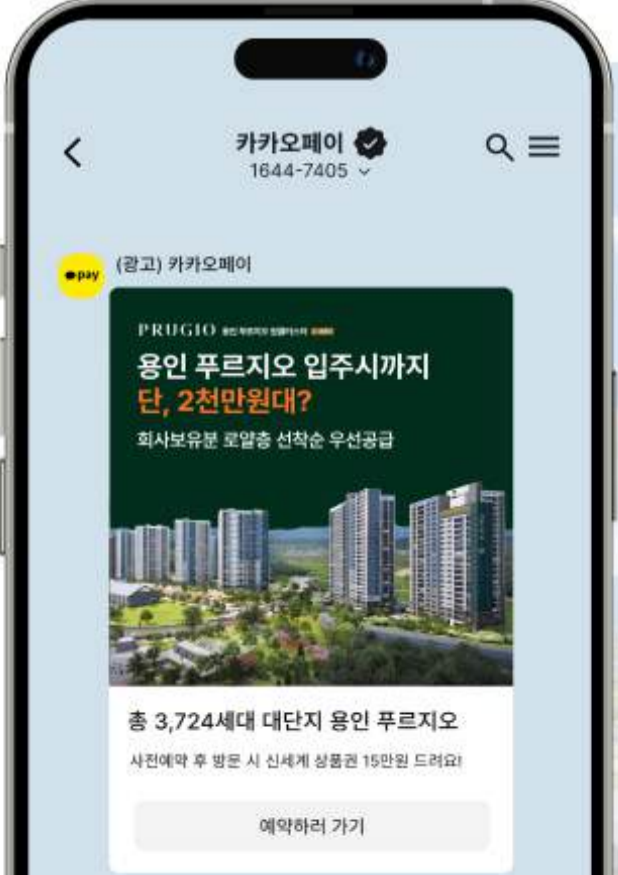 카카오페이
1644-7405
pay
(광고) 카카오페이
PRUGIO
용인 푸르지오 입주시까지
단, 2천만원대?
회사보유분 로얄층 선착순 우선공급
총 3,724세대 대단지 용인 푸르지오
사전예약 후 방문 시 신세계 상품권 15만원 드려요!
예약하러 가기